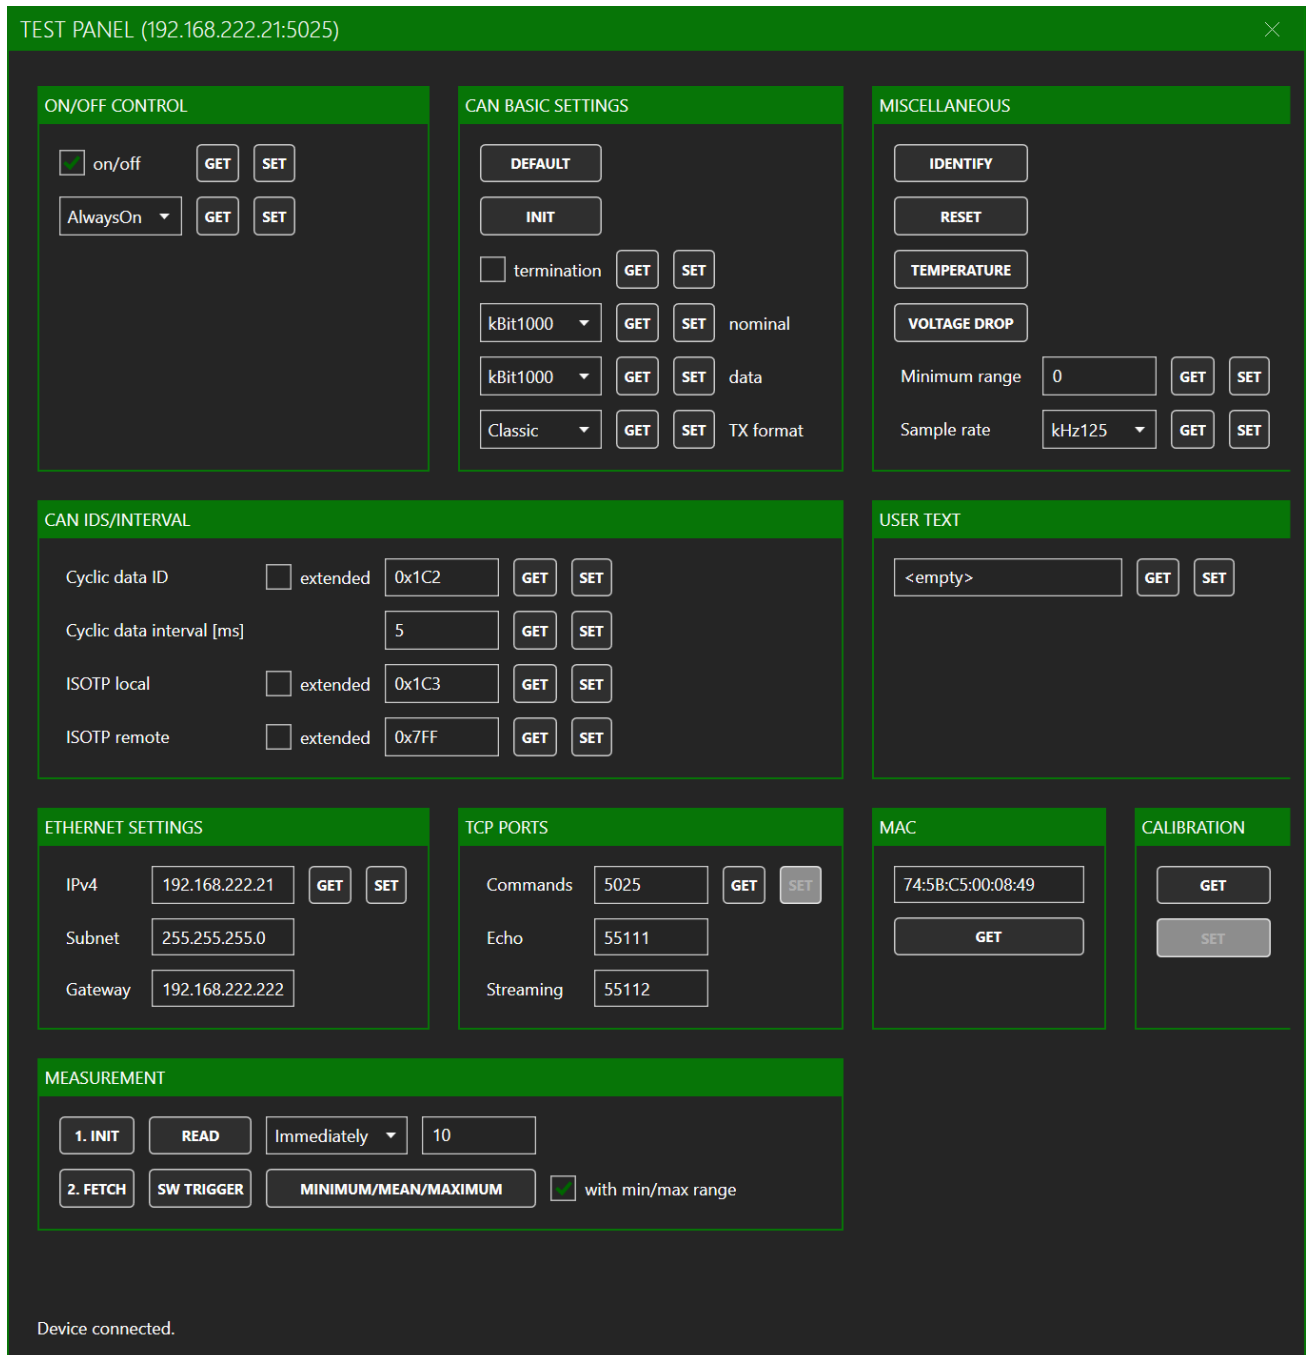 TEST PANEL (192.168.222.21:5025)
ON/OFF CONTROL
on/off GET SET
AlwaysOn GET SET
CAN BASIC SETTINGS
DEFAULT
INIT
termination GET SET
kBit1000 GET SET nominal
kBit1000 GET SET data
Classic GET SET TX format
MISCELLANEOUS
IDENTIFY
RESET
TEMPERATURE
VOLTAGE DROP
Minimum range 0 GET SET
Sample rate kHz125 GET SET
CAN IDS/INTERVAL
Cyclic data ID extended 0x1C2 GET SET
Cyclic data interval [ms] 5 GET SET
ISOTP local extended 0x1C3 GET SET
ISOTP remote extended 0x7FF GET SET
USER TEXT
<empty> GET SET
ETHERNET SETTINGS
IPv4 192.168.222.21 GET SET
Subnet 255.255.255.0
Gateway 192.168.222.222
TCP PORTS
Commands 5025 GET SET
Echo 55111
Streaming 55112
MAC
74:5B:C5:00:08:49
GET
CALIBRATION
GET
SET
MEASUREMENT
1. INIT READ Immediately 10
2. FETCH SW TRIGGER MINIMUM/MEAN/MAXIMUM with min/max range
Device connected.